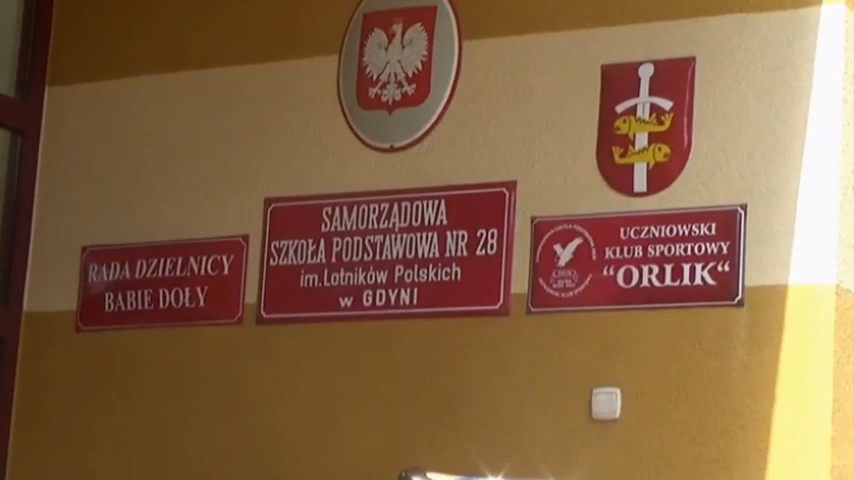 RADA DZIELNICY
BABIE DOŁY
SAMORZĄDOWA
SZKOŁA PODSTAWOWA NR 28
im. Lotników Polskich
w GDYNI
UCZNIOWSKI
KLUB SPORTOWY
"ORLIK"